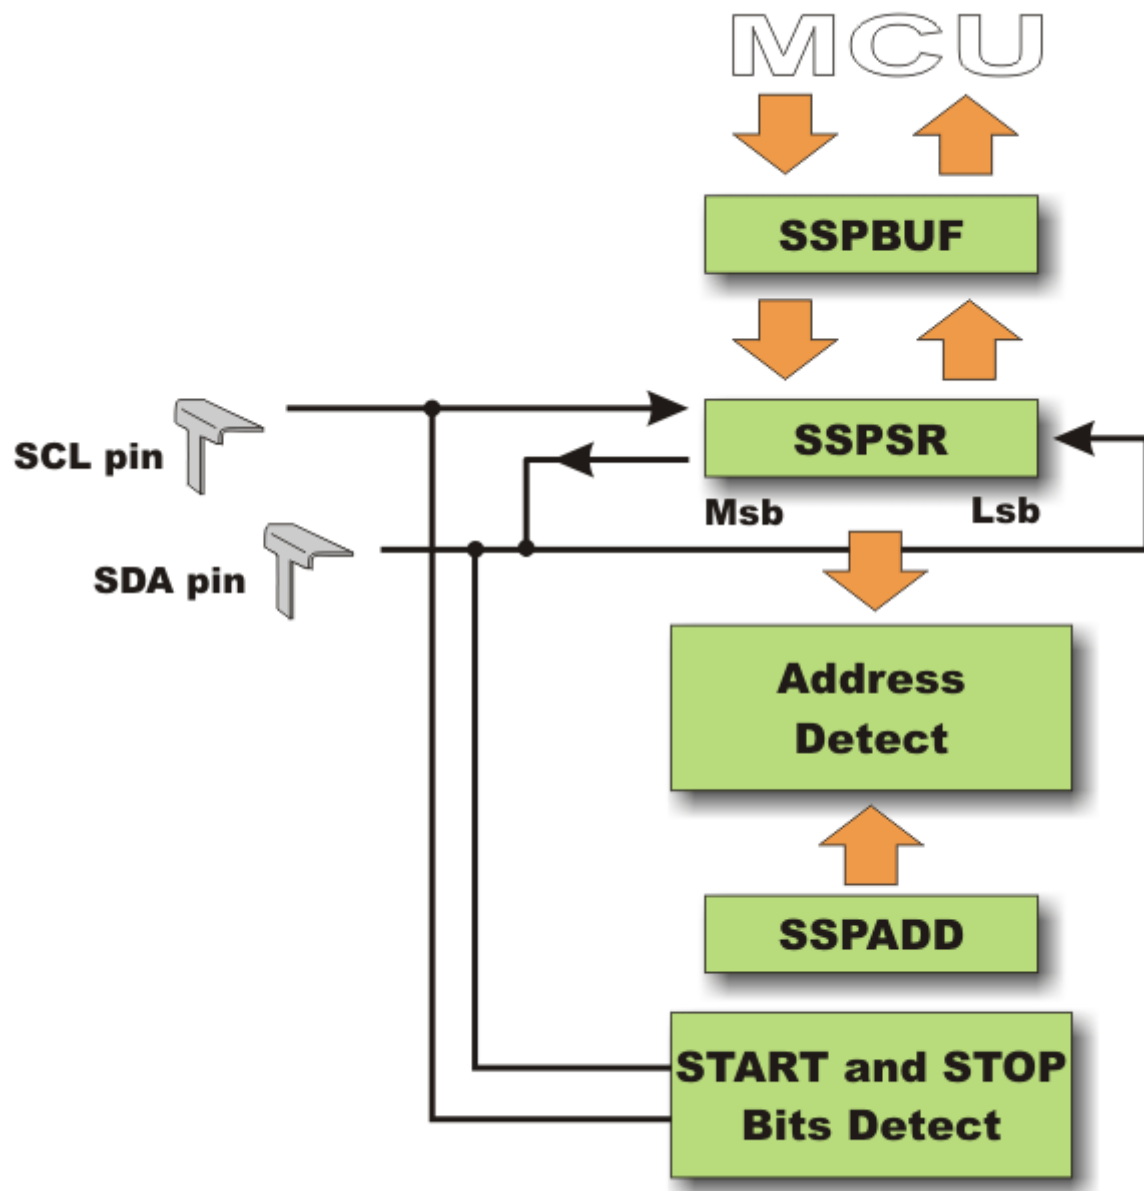 MCU
SSPBUF
SCL pin
SSPSR
Msb
Lsb
SDA pin
Address
Detect
SSPADD
START and STOP
Bits Detect